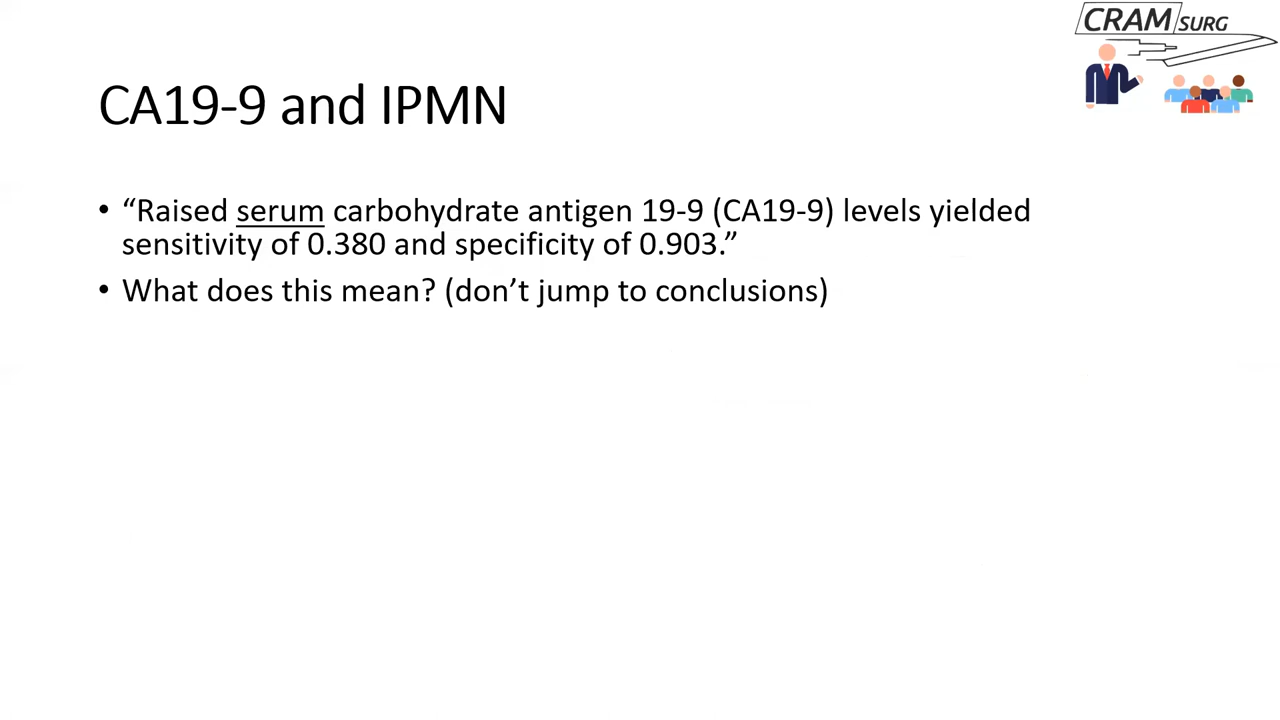 CRAM SURG
CA19-9 and IPMN
• “Raised serum carbohydrate antigen 19-9 (CA19-9) levels yielded
sensitivity of 0.380 and specificity of 0.903.”
• What does this mean? (don’t jump to conclusions)